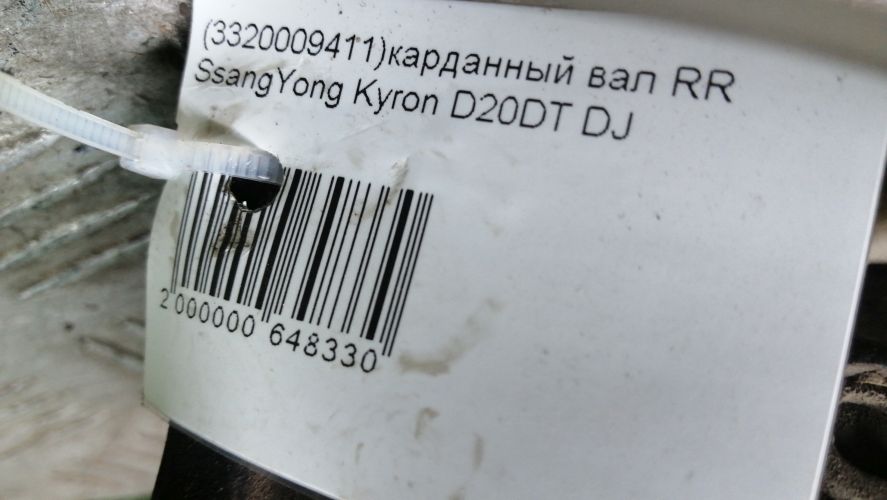 (3320009411)карданный вал RR
SsangYong Kyron D20DT DJ
2 000000 648330